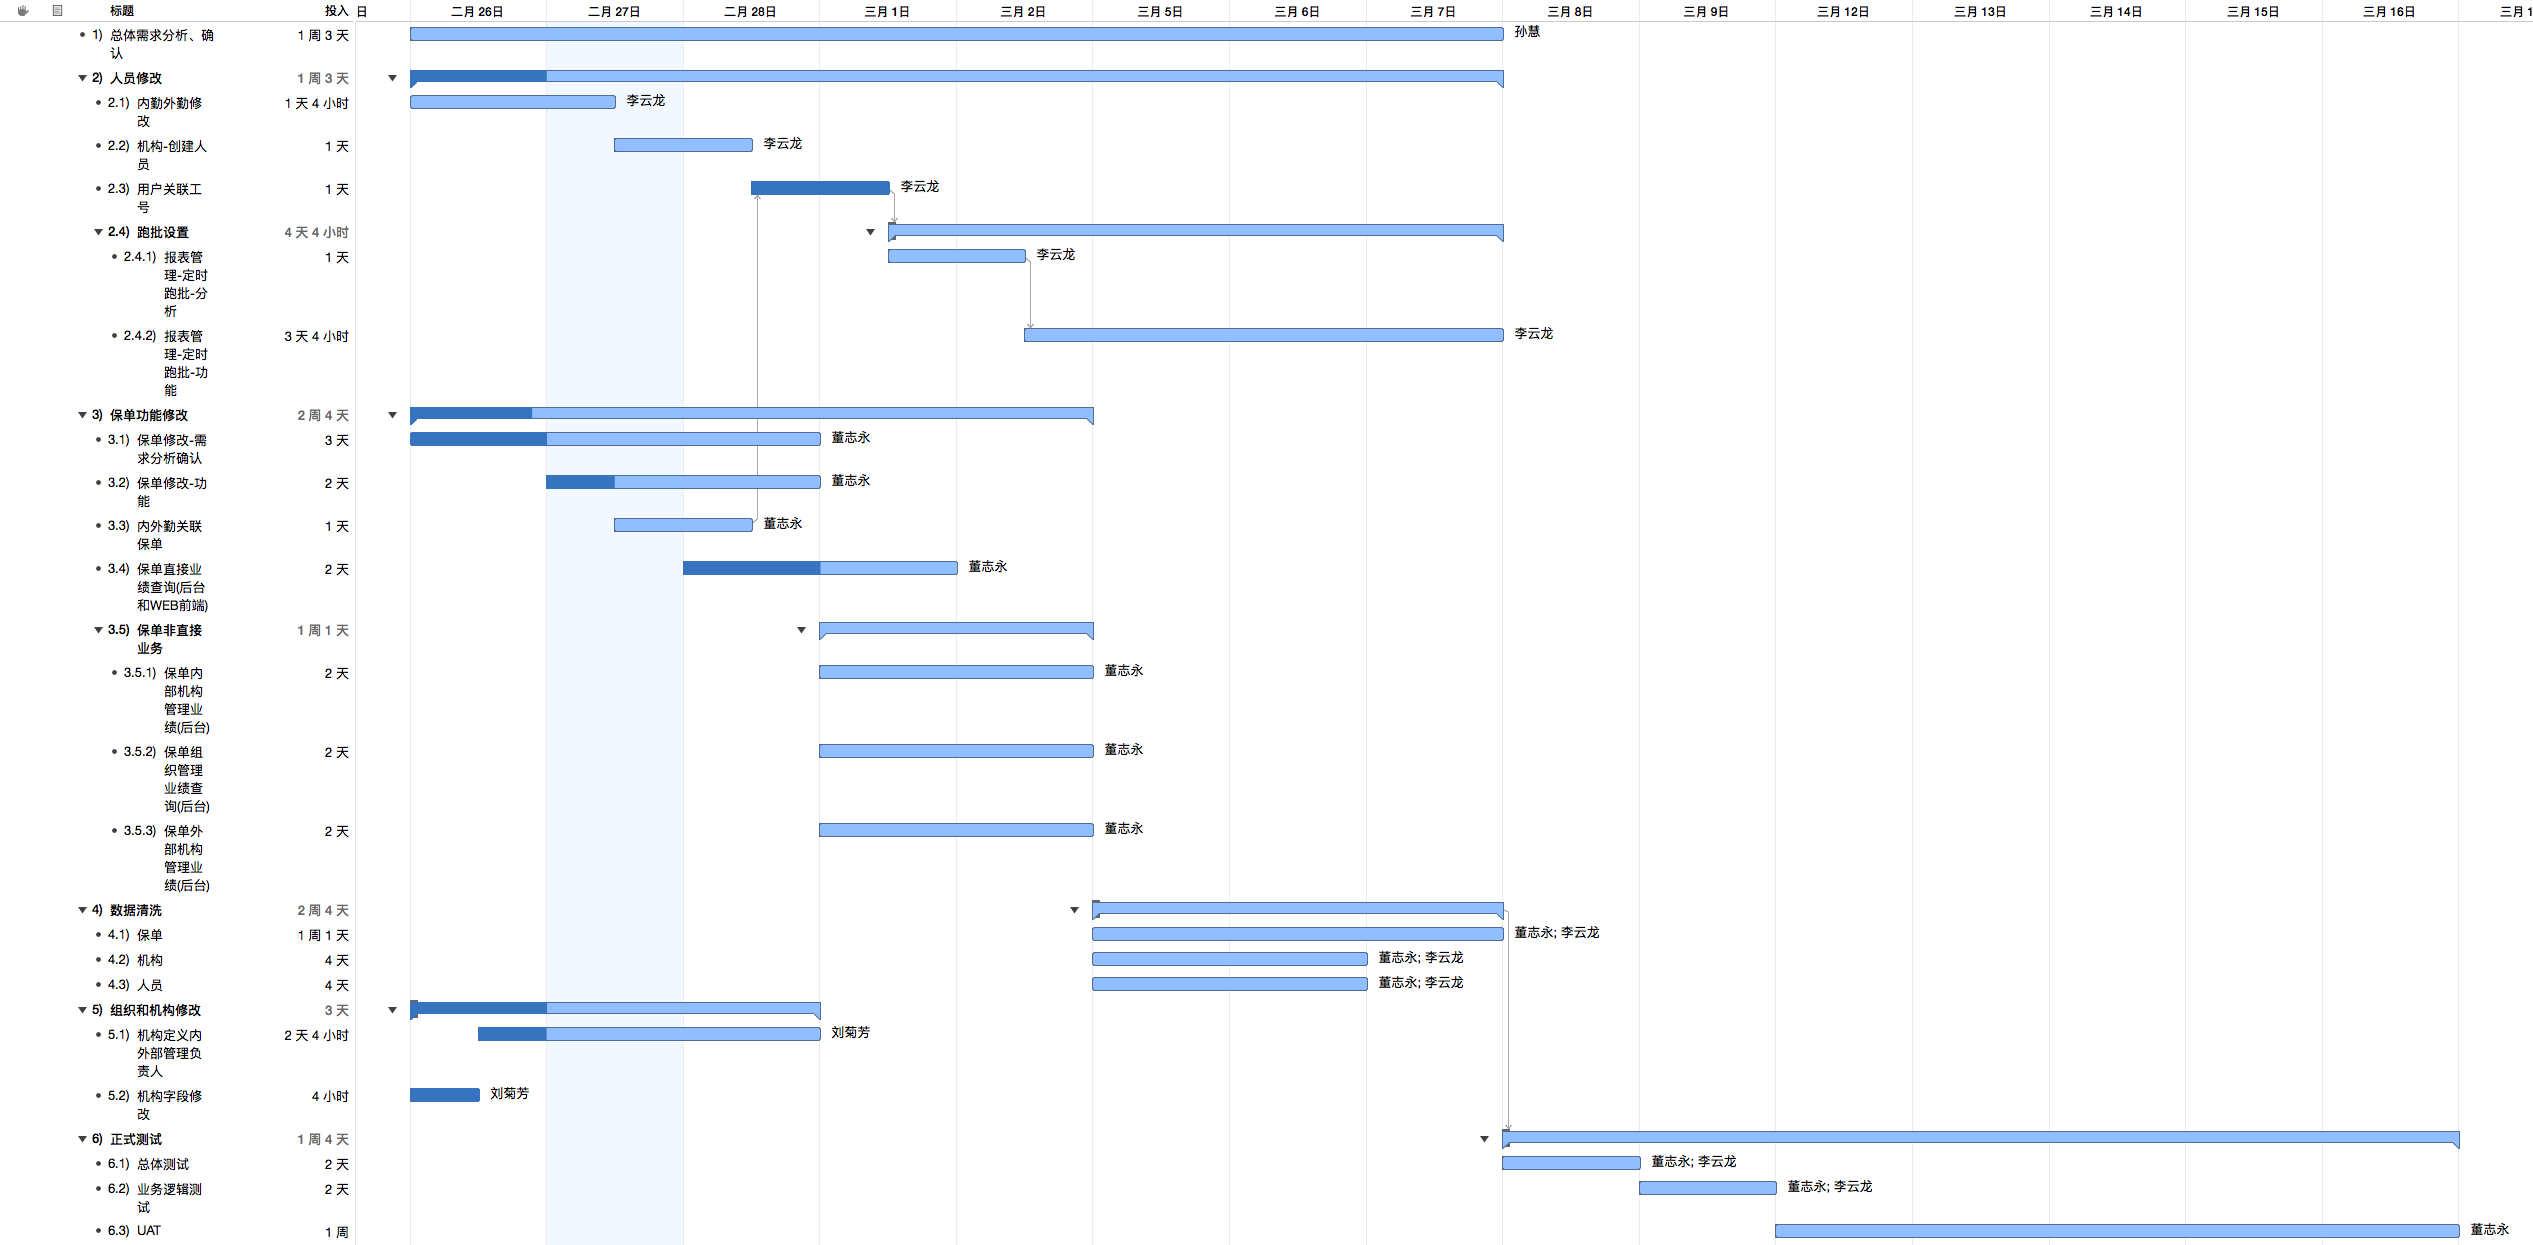 标题 投入 日 二月 26日 二月 27日 二月 28日 三月 1日 三月 2日 三月 5日 三月 6日 三月 7日 三月 8日 三月 9日 三月 12日 三月 13日 三月 14日 三月 15日 三月 16日 三月 1
1) 总体需求分析、确 1 周 3 天 孙慧
认
2) 人员修改 1 周 3 天
2.1) 内勤外勤修 1 天 4 小时 李云龙
改
2.2) 机构-创建人 1 天 李云龙
员
2.3) 用户关联工 1 天 李云龙
号
2.4) 跑批设置 4 天 4 小时
2.4.1) 报表管 1 天 李云龙
理-定时
跑批-分
析
2.4.2) 报表管 3 天 4 小时 李云龙
理-定时
跑批-功
能
3) 保单功能修改 2 周 4 天
3.1) 保单修改-需 3 天 董志永
求分析确认
3.2) 保单修改-功 2 天 董志永
能
3.3) 内外勤关联 1 天 董志永
保单
3.4) 保单直接业 2 天 董志永
绩查询(后台
和WEB前端)
3.5) 保单非直接 1 周 1 天
业务
3.5.1) 保单内 2 天 董志永
部机构
管理业
绩(后台)
3.5.2) 保单组 2 天 董志永
织管理
业绩查
询(后台)
3.5.3) 保单外 2 天 董志永
部机构
管理业
绩(后台)
4) 数据清洗 2 周 4 天
4.1) 保单 1 周 1 天 董志永; 李云龙
4.2) 机构 4 天 董志永; 李云龙
4.3) 人员 4 天 董志永; 李云龙
5) 组织和机构修改 3 天
5.1) 机构定义内 2 天 4 小时 刘菊芳
外部管理负
责人
5.2) 机构字段修 4 小时 刘菊芳
改
6) 正式测试 1 周 4 天
6.1) 总体测试 2 天 董志永; 李云龙
6.2) 业务逻辑测 2 天 董志永; 李云龙
试
6.3) UAT 1 周 董志永